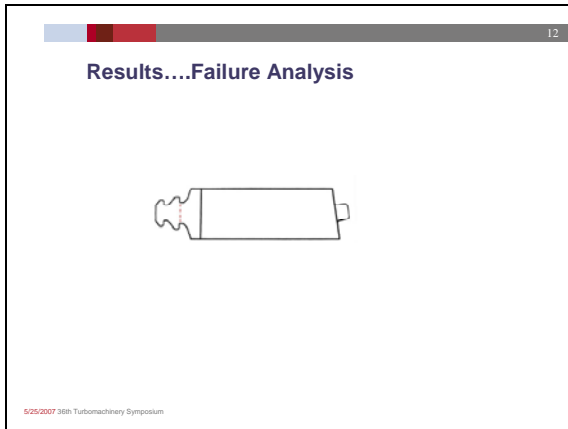 12
Results....Failure Analysis
5/25/2007 36th Turbomachinery Symposium